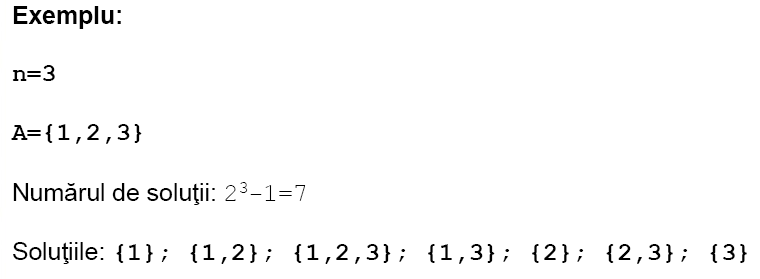 Exemplu:
n=3
A={1,2,3}
Numărul de soluţii: 2³-1=7
Soluţiile: {1}; {1,2}; {1,2,3}; {1,3}; {2}; {2,3}; {3}